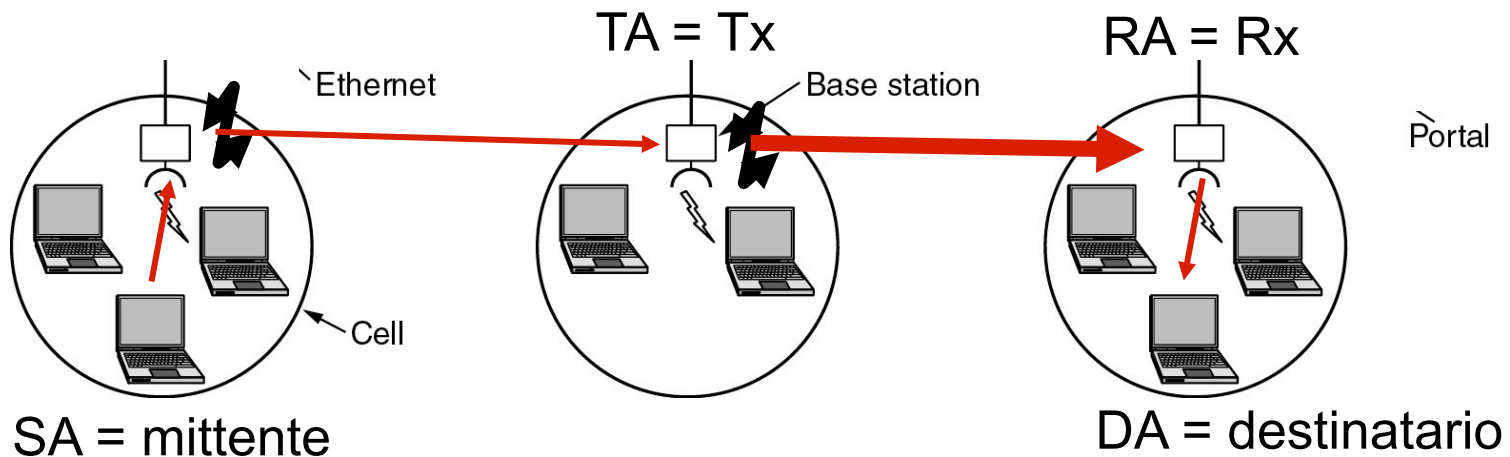 TA = Tx
RA = Rx
Ethernet
Base station
Portal
Cell
SA = mittente
DA = destinatario